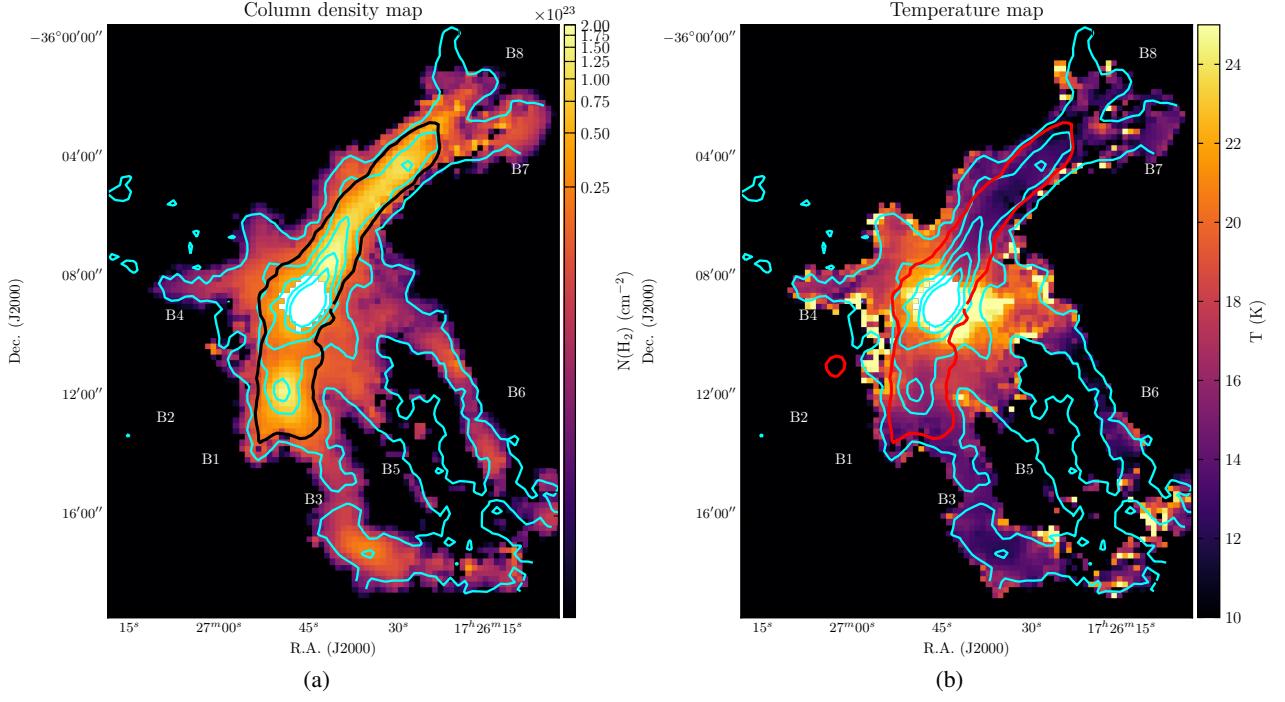 Column density map
×10²³
2.00
1.75
1.50
1.25
1.00
0.75
0.50
0.25
N(H₂) (cm⁻²)
−36°00′00″
04′00″
08′00″
12′00″
16′00″
Dec. (J2000)
B8
B7
B4
B6
B2
B1
B5
B3
15ˢ
27ᵐ00ˢ
45ˢ
30ˢ
17ʰ26ᵐ15ˢ
R.A. (J2000)
(a)
Temperature map
−36°00′00″
04′00″
08′00″
12′00″
16′00″
Dec. (J2000)
B8
B7
B4
B6
B2
B1
B5
B3
24
22
20
18
16
14
12
10
T (K)
15ˢ
27ᵐ00ˢ
45ˢ
30ˢ
17ʰ26ᵐ15ˢ
R.A. (J2000)
(b)